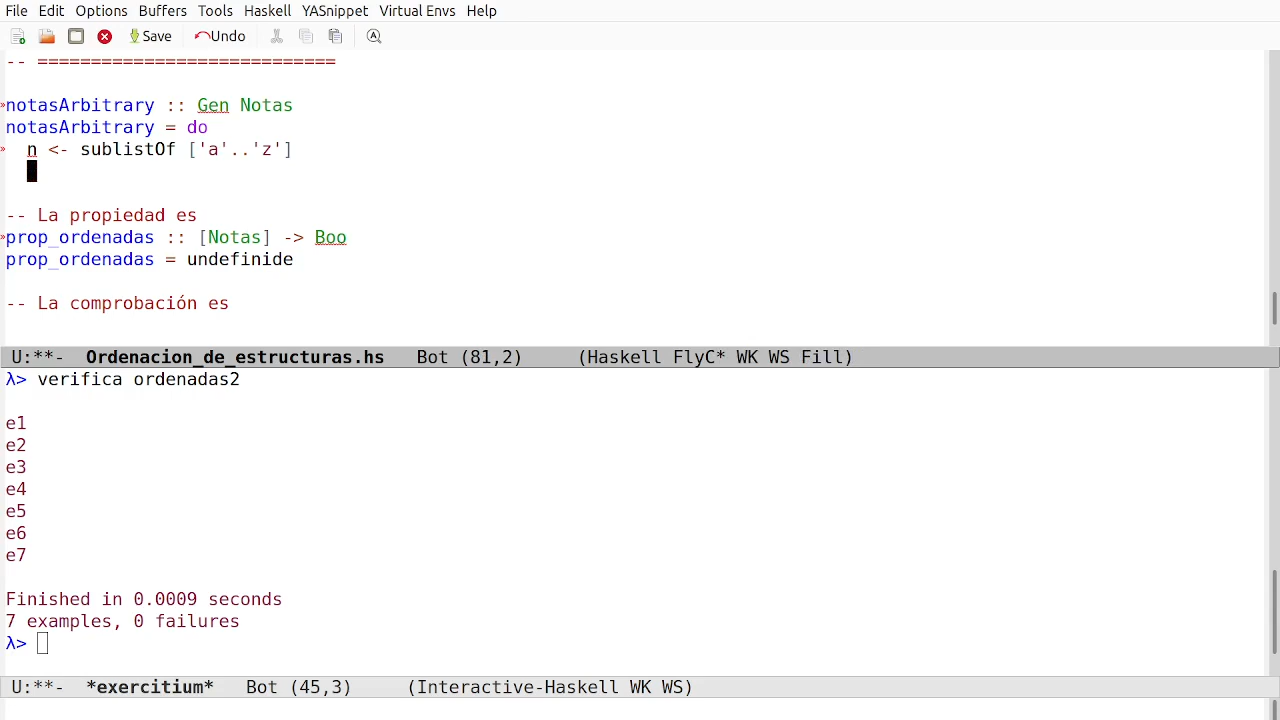 File Edit Options Buffers Tools Haskell YASnippet Virtual Envs Help
Save Undo
-- ============================
notasArbitrary :: Gen Notas
notasArbitrary = do
n <- sublistOf ['a'..'z']
-- La propiedad es
prop_ordenadas :: [Notas] -> Boo
prop_ordenadas = undefinide
-- La comprobación es
U:**- Ordenacion_de_estructuras.hs Bot (81,2) (Haskell FlyC* WK WS Fill)
λ> verifica ordenadas2
e1
e2
e3
e4
e5
e6
e7
Finished in 0.0009 seconds
7 examples, 0 failures
λ>
U:**- *exercitium* Bot (45,3) (Interactive-Haskell WK WS)